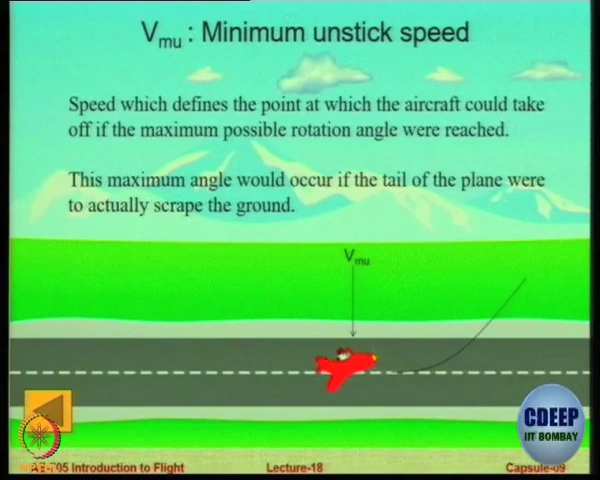 Vmu : Minimum unstick speed
Speed which defines the point at which the aircraft could take
off if the maximum possible rotation angle were reached.
This maximum angle would occur if the tail of the plane were
to actually scrape the ground.
Vmu
CDEEP
IIT BOMBAY
Introduction to Flight
Lecture-18
Capsule-09